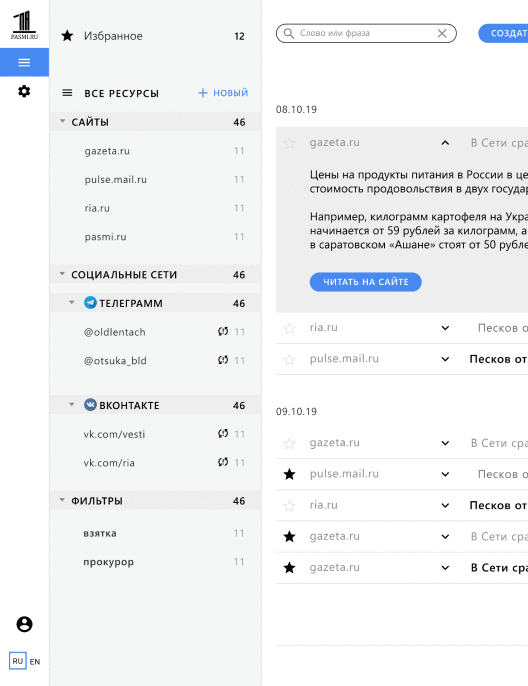 PASMI.RU
Избранное 12
ВСЕ РЕСУРСЫ + НОВЫЙ
САЙТЫ 46
gazeta.ru 11
pulse.mail.ru 11
ria.ru 11
pasmi.ru 11
СОЦИАЛЬНЫЕ СЕТИ 46
ТЕЛЕГРАММ 46
@oldlentach 11
@otsuka_bld 11
ВКОНТАКТЕ 46
vk.com/vesti 11
vk.com/ria 11
ФИЛЬТРЫ 46
взятка 11
прокурор 11
RU EN
Слово или фраза
СОЗДАТ
08.10.19
gazeta.ru В Сети сра
Цены на продукты питания в России в це
стоимость продовольствия в двух государ
Например, килограмм картофеля на Укра
начинается от 59 рублей за килограмм, а
в саратовском «Ашане» стоят от 50 рубле
ЧИТАТЬ НА САЙТЕ
ria.ru Песков о
pulse.mail.ru Песков от
09.10.19
gazeta.ru В Сети сра
pulse.mail.ru Песков о
ria.ru Песков от
gazeta.ru В Сети сра
gazeta.ru В Сети сра